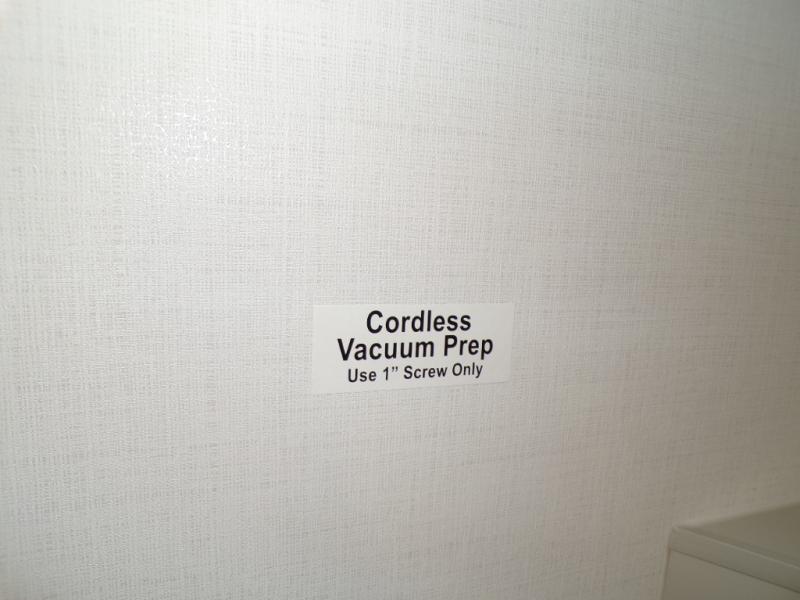 Cordless
Vacuum Prep
Use 1” Screw Only